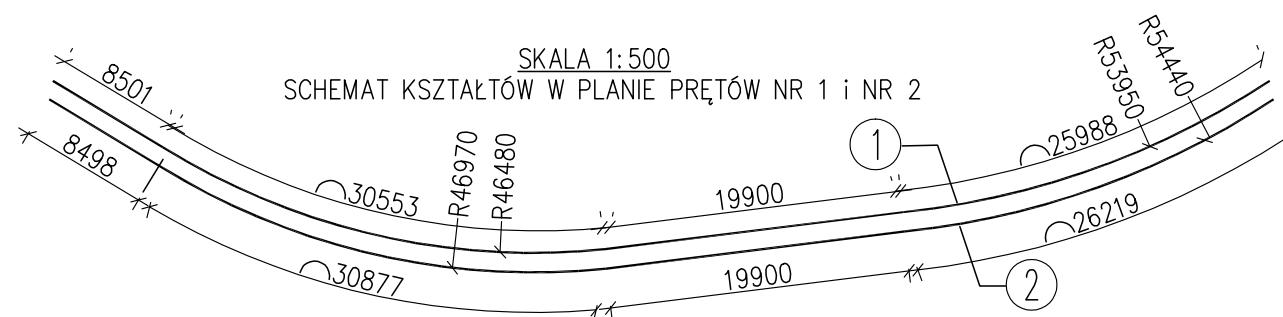 SKALA 1:500
SCHEMAT KSZTAŁTÓW W PLANIE PRĘTÓW NR 1 i NR 2
8501
8498
30553
30877
R46970
R46480
19900
19900
1
2
25988
26219
R53950
R54440